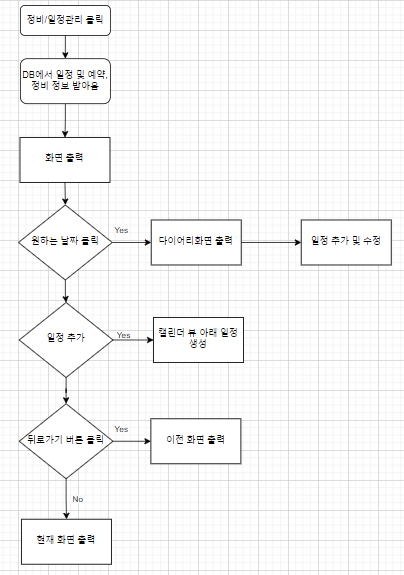 정비/일정관리 클릭
DB에서 일정 및 예약,
정비 정보 받아옴
화면 출력
원하는 날짜 클릭
Yes
다이어리화면 출력
일정 추가 및 수정
일정 추가
Yes
캘린더 뷰 아래 일정
생성
뒤로가기 버튼 클릭
Yes
이전 화면 출력
No
현재 화면 출력